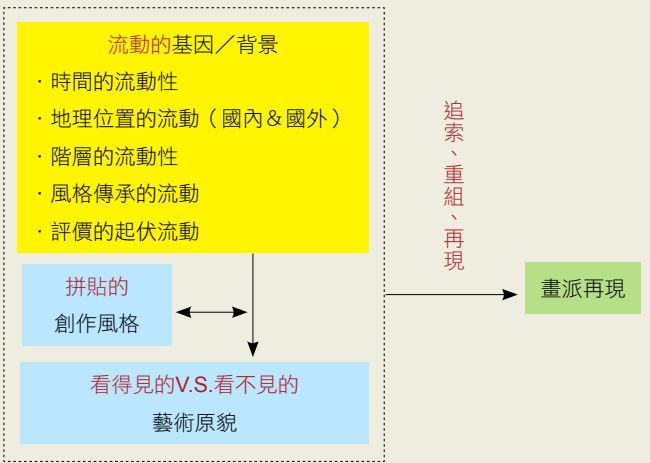 流動的基因／背景
· 時間的流動性
· 地理位置的流動（國內＆國外）
· 階層的流動性
· 風格傳承的流動
· 評價的起伏流動
拼貼的
創作風格
看得見的V.S.看不見的
藝術原貌
追索、重組、再現
畫派再現